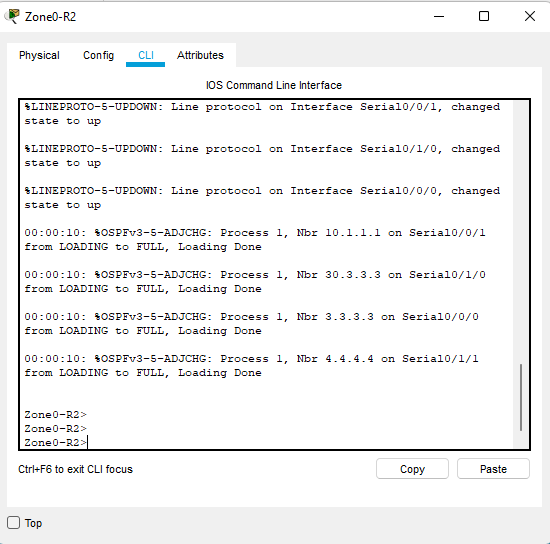 Zone0-R2
Physical Config CLI Attributes
IOS Command Line Interface
%LINEPROTO-5-UPDOWN: Line protocol on Interface Serial0/0/1, changed
state to up
%LINEPROTO-5-UPDOWN: Line protocol on Interface Serial0/1/0, changed
state to up
%LINEPROTO-5-UPDOWN: Line protocol on Interface Serial0/0/0, changed
state to up
00:00:10: %OSPFv3-5-ADJCHG: Process 1, Nbr 10.1.1.1 on Serial0/0/1
from LOADING to FULL, Loading Done
00:00:10: %OSPFv3-5-ADJCHG: Process 1, Nbr 30.3.3.3 on Serial0/1/0
from LOADING to FULL, Loading Done
00:00:10: %OSPFv3-5-ADJCHG: Process 1, Nbr 3.3.3.3 on Serial0/0/0
from LOADING to FULL, Loading Done
00:00:10: %OSPFv3-5-ADJCHG: Process 1, Nbr 4.4.4.4 on Serial0/1/1
from LOADING to FULL, Loading Done
Zone0-R2>
Zone0-R2>
Zone0-R2>
Ctrl+F6 to exit CLI focus
Copy Paste
Top